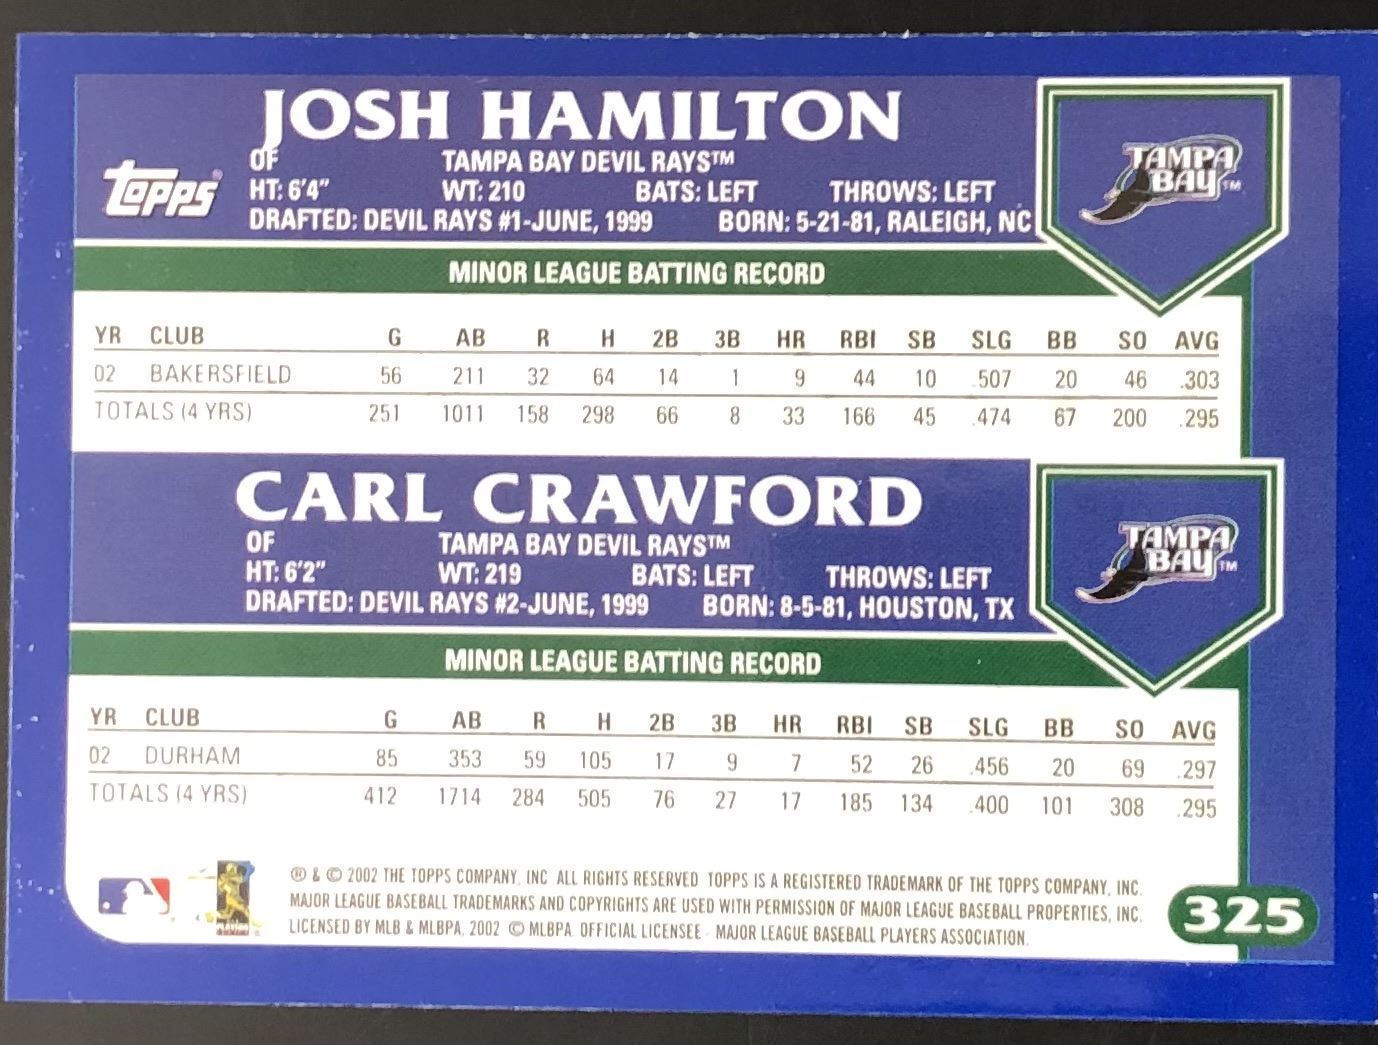 JOSH HAMILTON
Topps
OF TAMPA BAY DEVIL RAYS™
HT: 6'4" WT: 210 BATS: LEFT THROWS: LEFT
DRAFTED: DEVIL RAYS #1-JUNE, 1999 BORN: 5-21-81, RALEIGH, NC
TAMPA
BAY™
MINOR LEAGUE BATTING RECORD
YR CLUB G AB R H 2B 3B HR RBI SB SLG BB SO AVG
02 BAKERSFIELD 56 211 32 64 14 1 9 44 10 .507 20 46 .303
TOTALS (4 YRS) 251 1011 158 298 66 8 33 166 45 .474 67 200 .295
CARL CRAWFORD
OF TAMPA BAY DEVIL RAYS™
HT: 6'2" WT: 219 BATS: LEFT THROWS: LEFT
DRAFTED: DEVIL RAYS #2-JUNE, 1999 BORN: 8-5-81, HOUSTON, TX
TAMPA
BAY™
MINOR LEAGUE BATTING RECORD
YR CLUB G AB R H 2B 3B HR RBI SB SLG BB SO AVG
02 DURHAM 85 353 59 105 17 9 7 52 26 .456 20 69 .297
TOTALS (4 YRS) 412 1714 284 505 76 27 17 185 134 .400 101 308 .295
® & © 2002 THE TOPPS COMPANY, INC ALL RIGHTS RESERVED TOPPS IS A REGISTERED TRADEMARK OF THE TOPPS COMPANY, INC.
MAJOR LEAGUE BASEBALL TRADEMARKS AND COPYRIGHTS ARE USED WITH PERMISSION OF MAJOR LEAGUE BASEBALL PROPERTIES, INC.
LICENSED BY MLB & MLBPA, 2002 © MLBPA OFFICIAL LICENSEE - MAJOR LEAGUE BASEBALL PLAYERS ASSOCIATION.
325